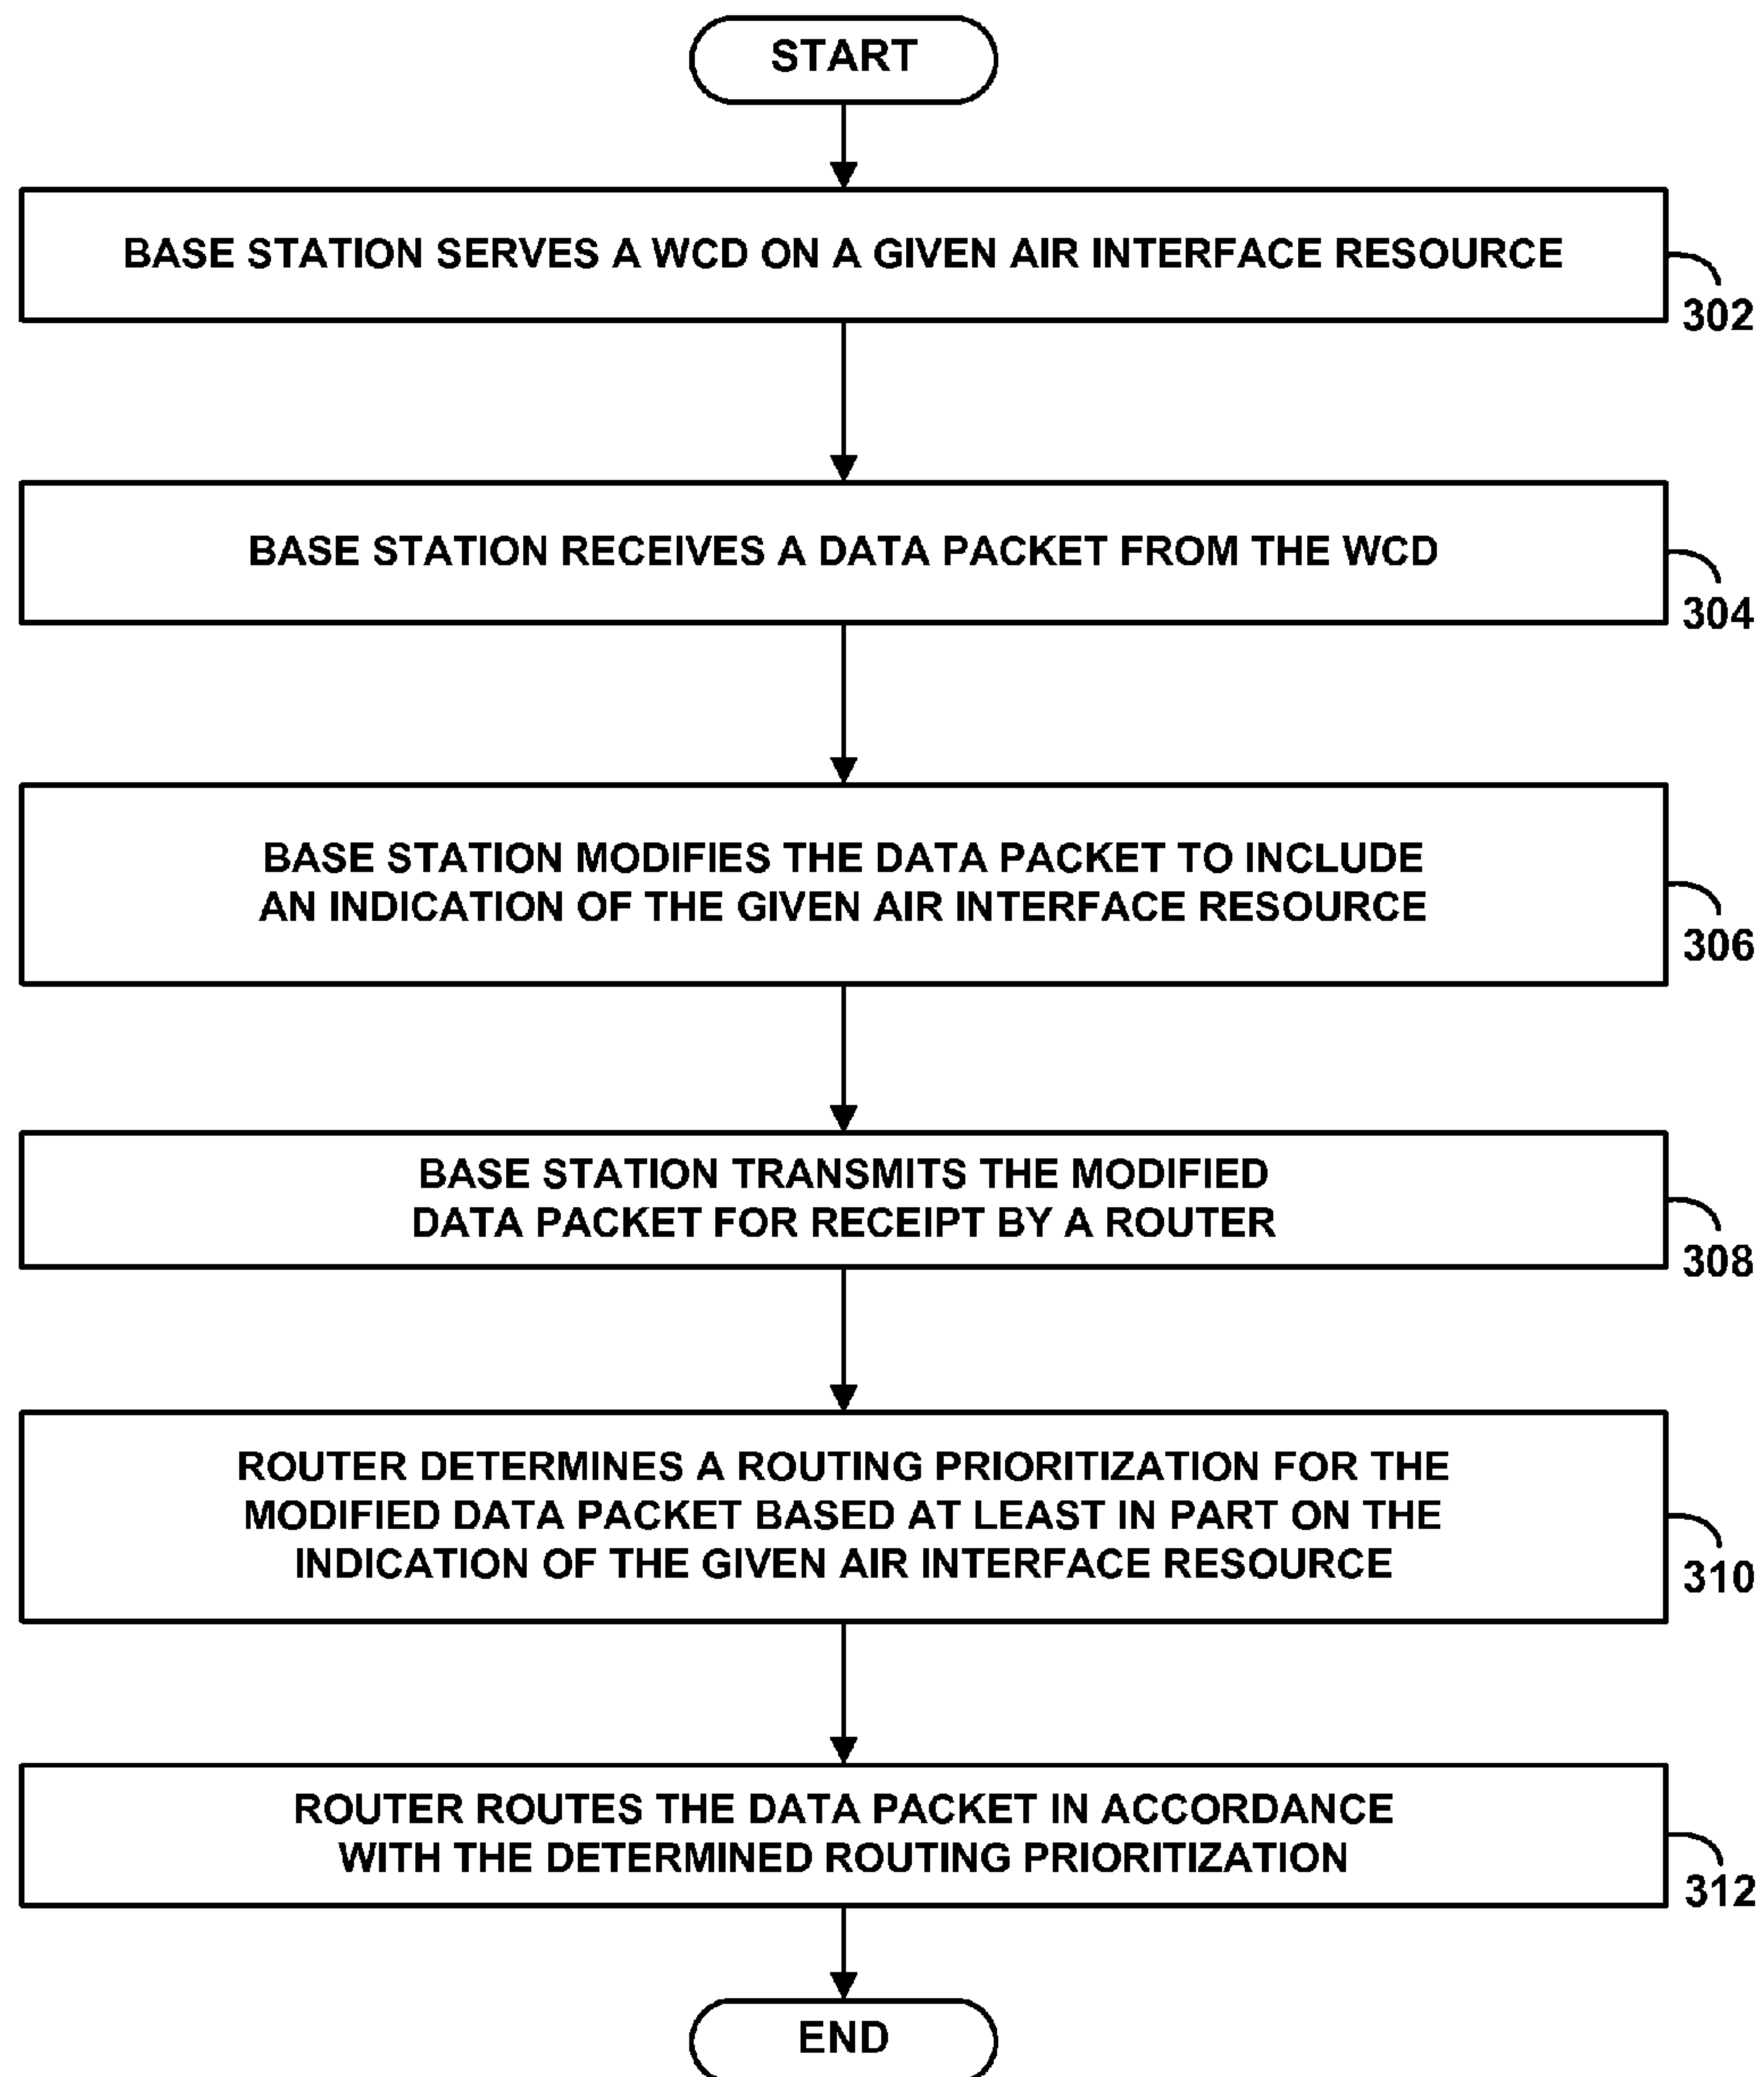 START
BASE STATION SERVES A WCD ON A GIVEN AIR INTERFACE RESOURCE
302
BASE STATION RECEIVES A DATA PACKET FROM THE WCD
304
BASE STATION MODIFIES THE DATA PACKET TO INCLUDE
AN INDICATION OF THE GIVEN AIR INTERFACE RESOURCE
306
BASE STATION TRANSMITS THE MODIFIED
DATA PACKET FOR RECEIPT BY A ROUTER
308
ROUTER DETERMINES A ROUTING PRIORITIZATION FOR THE
MODIFIED DATA PACKET BASED AT LEAST IN PART ON THE
INDICATION OF THE GIVEN AIR INTERFACE RESOURCE
310
ROUTER ROUTES THE DATA PACKET IN ACCORDANCE
WITH THE DETERMINED ROUTING PRIORITIZATION
312
END